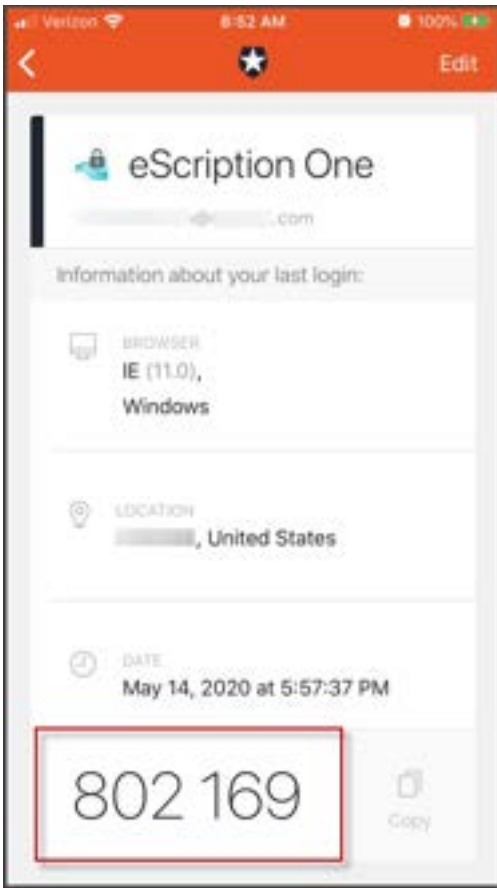 Verizon 8:52 AM 100%
Edit
eScription One
.com
Information about your last login:
BROWSER
IE (11.0),
Windows
LOCATION
, United States
DATE
May 14, 2020 at 5:57:37 PM
802 169
Copy